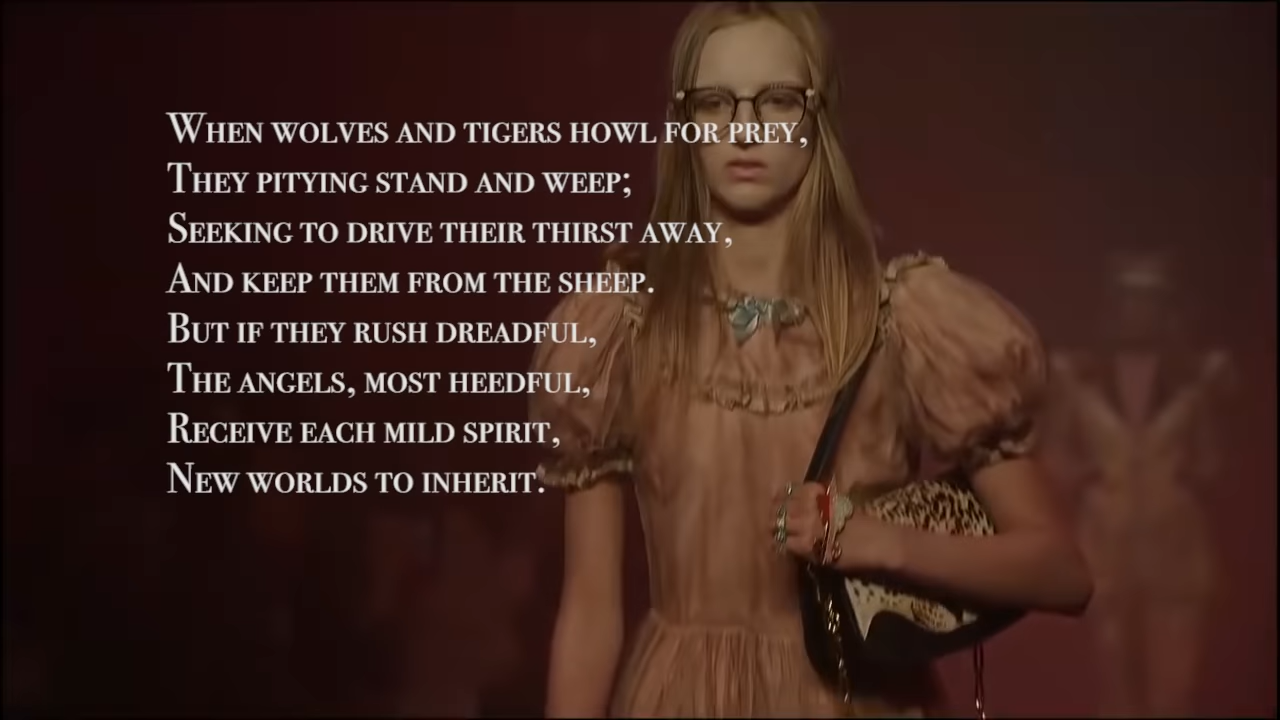 When wolves and tigers howl for prey,
They pitying stand and weep;
Seeking to drive their thirst away,
And keep them from the sheep.
But if they rush dreadful,
The angels, most heedful,
Receive each mild spirit,
New worlds to inherit.